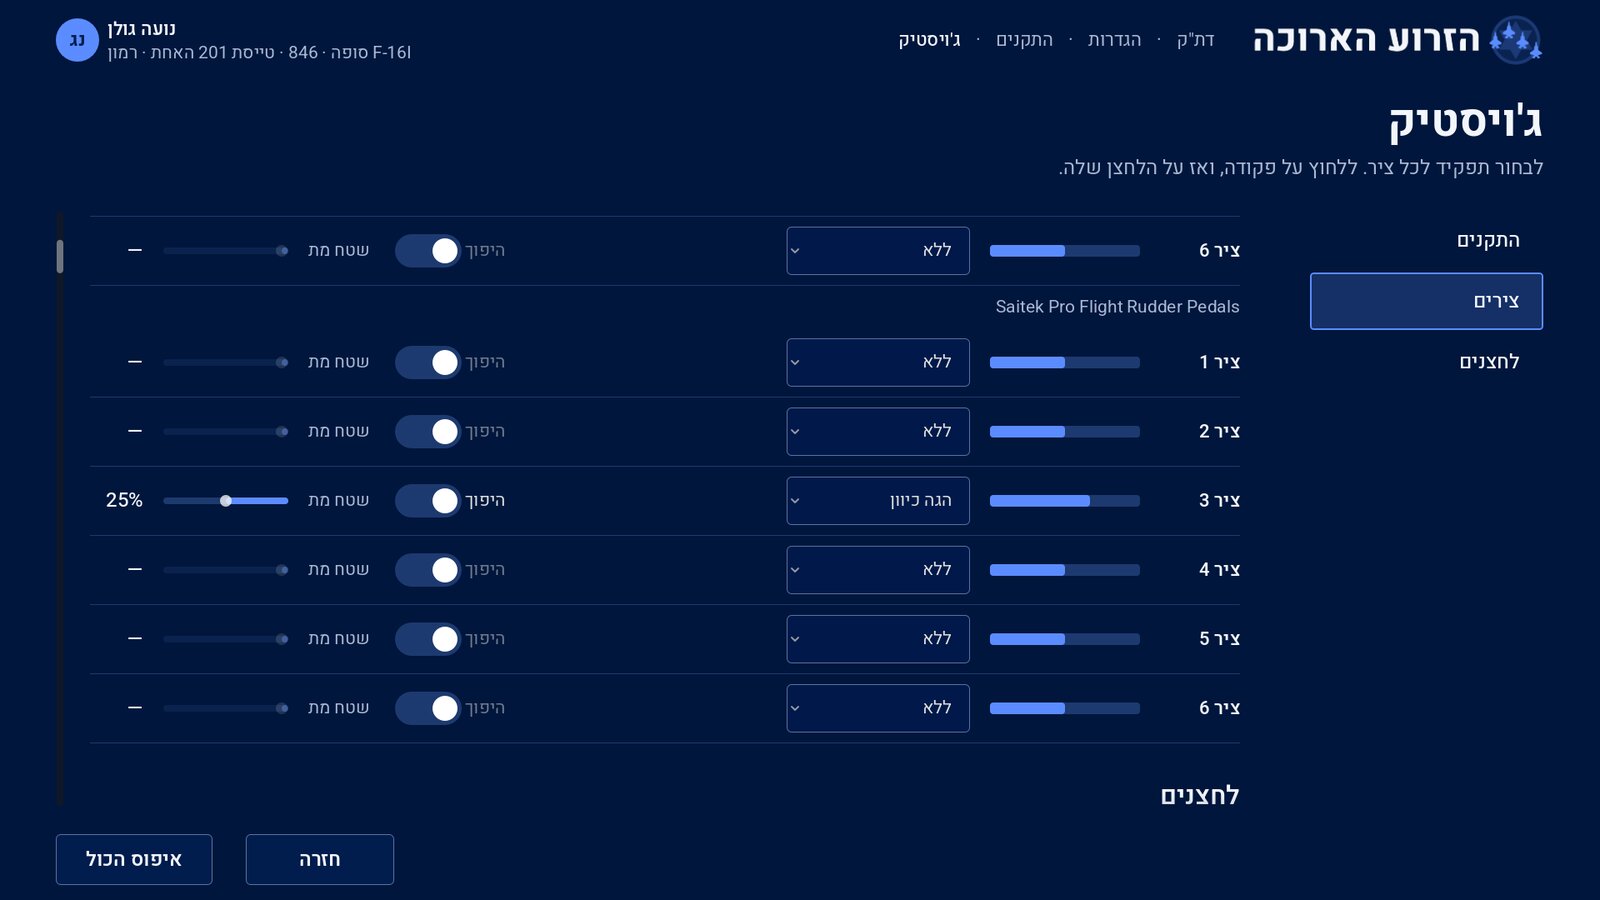 הזרוע הארוכה
דת"ק · הגדרות · התקנים · ג'ויסטיק
נועה גולן
F-16I סופה · 846 · טייסת 201 האחת · רמון
נג
ג'ויסטיק
לבחור תפקיד לכל ציר. ללחוץ על פקודה, ואז על הלחצן שלה.
התקנים
צירים
לחצנים
ציר 6 ללא היפוך שטח מת —
Saitek Pro Flight Rudder Pedals
ציר 1 ללא היפוך שטח מת —
ציר 2 ללא היפוך שטח מת —
ציר 3 הגה כיוון היפוך שטח מת 25%
ציר 4 ללא היפוך שטח מת —
ציר 5 ללא היפוך שטח מת —
ציר 6 ללא היפוך שטח מת —
לחצנים
חזרה
איפוס הכול